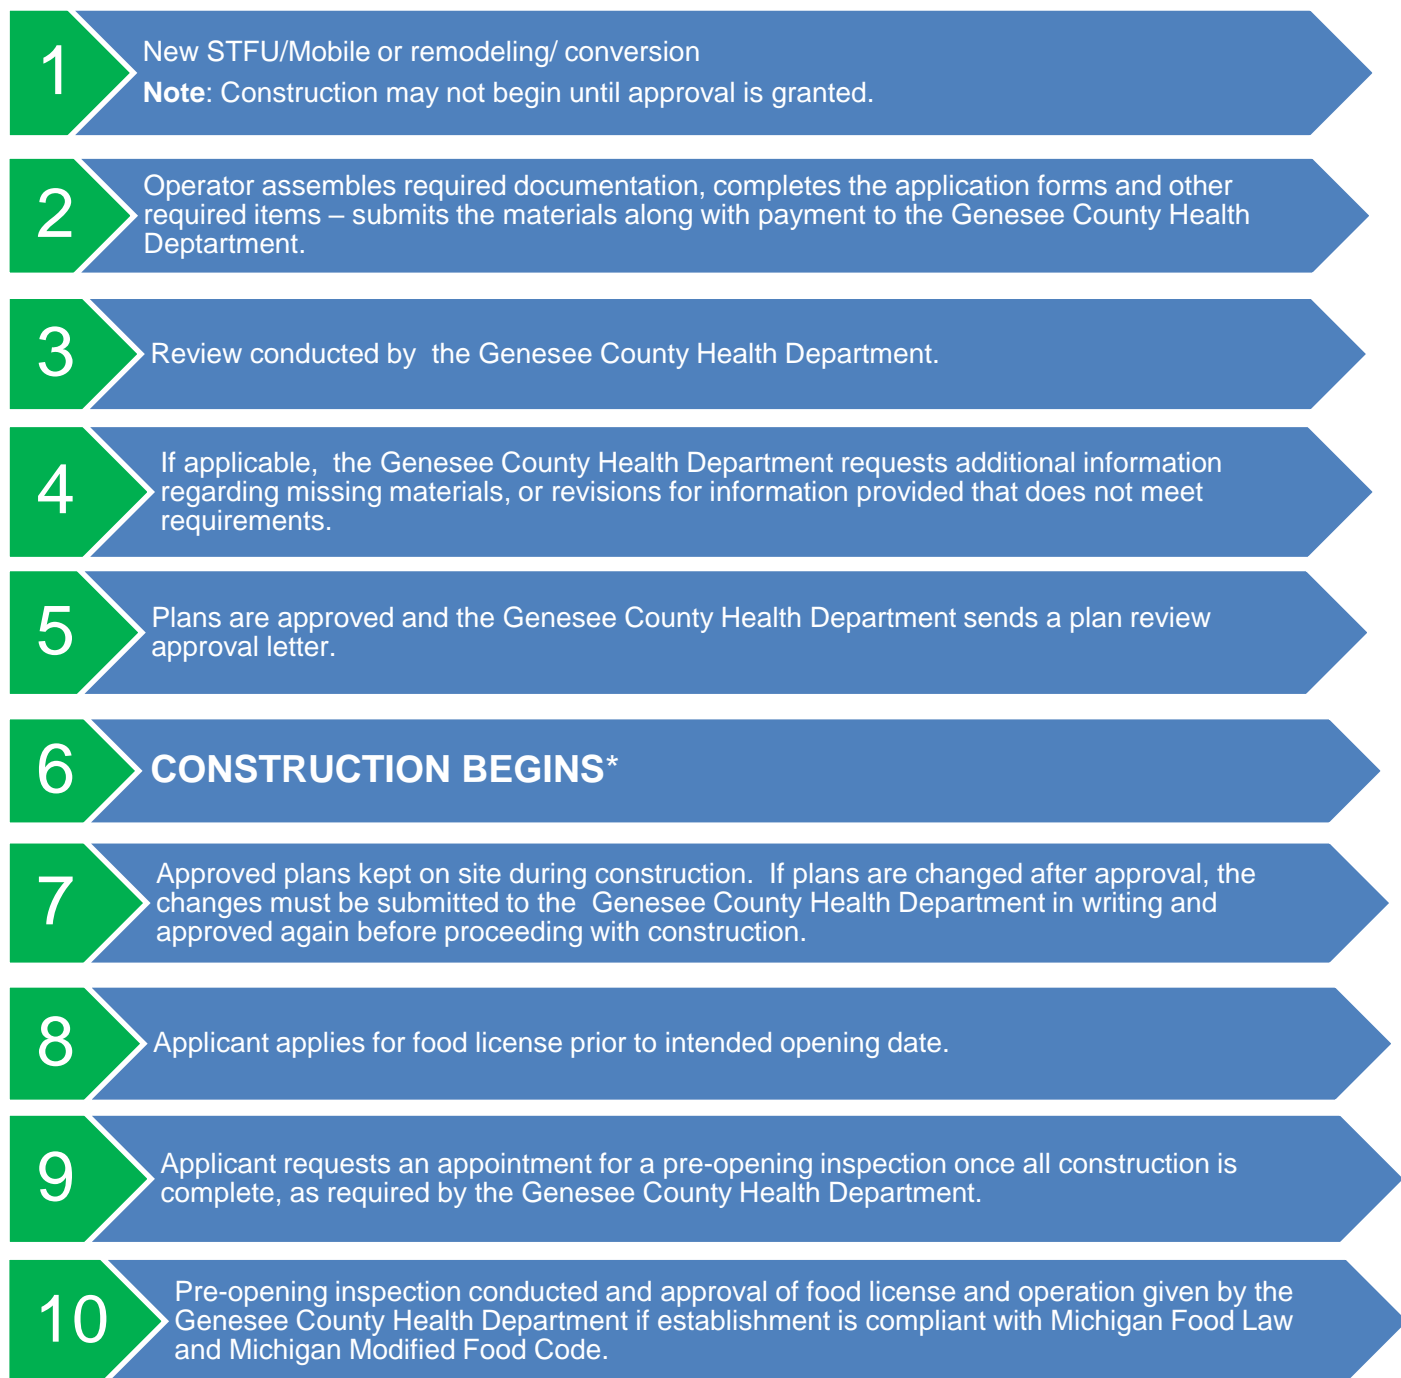 1
New STFU/Mobile or remodeling/ conversion
Note: Construction may not begin until approval is granted.
2
Operator assembles required documentation, completes the application forms and other
required items – submits the materials along with payment to the Genesee County Health
Deptartment.
3
Review conducted by  the Genesee County Health Department.
4
If applicable,  the Genesee County Health Department requests additional information
regarding missing materials, or revisions for information provided that does not meet
requirements.
5
Plans are approved and the Genesee County Health Department sends a plan review
approval letter.
6
CONSTRUCTION BEGINS*
7
Approved plans kept on site during construction.  If plans are changed after approval, the
changes must be submitted to the  Genesee County Health Department in writing and
approved again before proceeding with construction.
8
Applicant applies for food license prior to intended opening date.
9
Applicant requests an appointment for a pre-opening inspection once all construction is
complete, as required by the Genesee County Health Department.
10
Pre-opening inspection conducted and approval of food license and operation given by the
Genesee County Health Department if establishment is compliant with Michigan Food Law
and Michigan Modified Food Code.